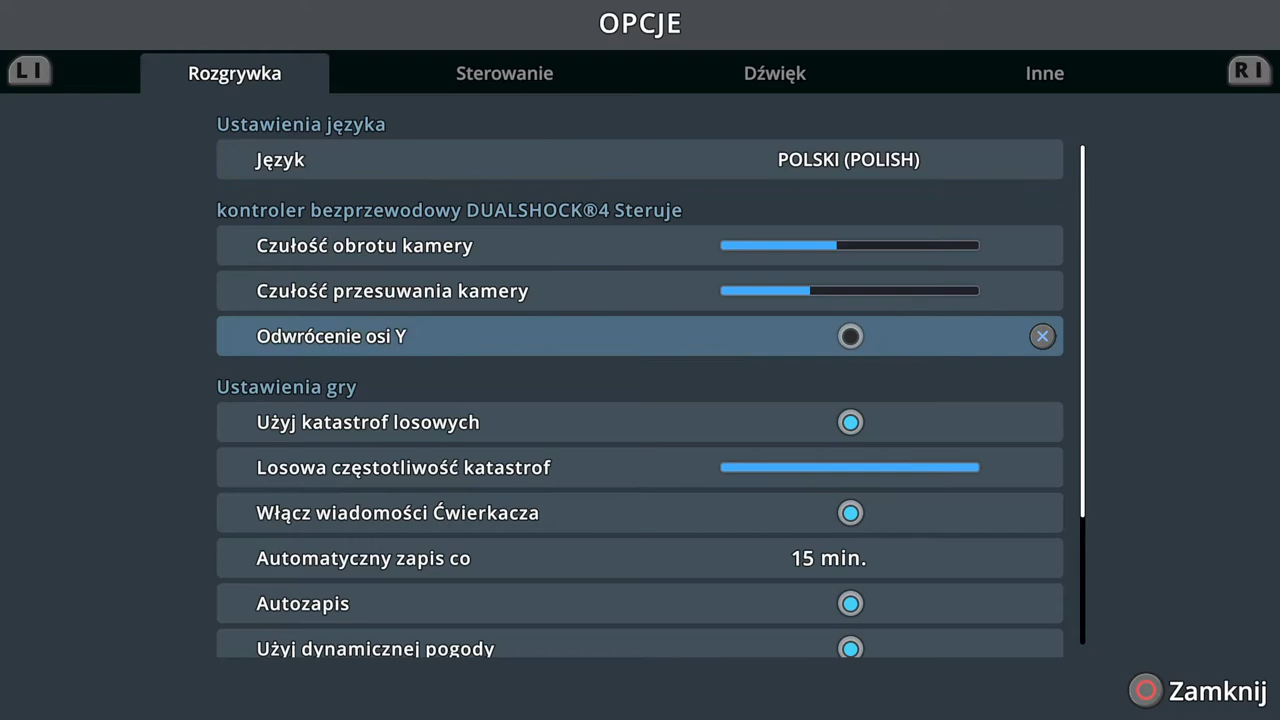 OPCJE
L1 Rozgrywka Sterowanie Dźwięk Inne R1
Ustawienia języka
Język POLSKI (POLISH)
kontroler bezprzewodowy DUALSHOCK®4 Steruje
Czułość obrotu kamery
Czułość przesuwania kamery
Odwrócenie osi Y
Ustawienia gry
Użyj katastrof losowych
Losowa częstotliwość katastrof
Włącz wiadomości Ćwierkacza
Automatyczny zapis co 15 min.
Autozapis
Użyj dynamicznej pogody
Zamknij